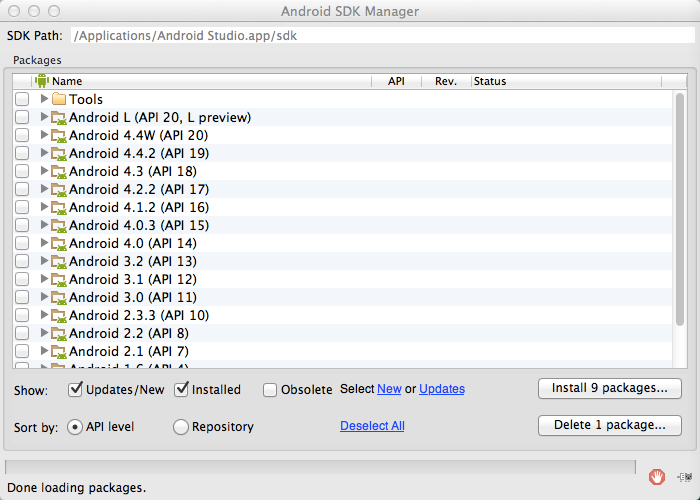 Android SDK Manager
SDK Path: /Applications/Android Studio.app/sdk
Packages
Name API Rev. Status
Tools
Android L (API 20, L preview)
Android 4.4W (API 20)
Android 4.4.2 (API 19)
Android 4.3 (API 18)
Android 4.2.2 (API 17)
Android 4.1.2 (API 16)
Android 4.0.3 (API 15)
Android 4.0 (API 14)
Android 3.2 (API 13)
Android 3.1 (API 12)
Android 3.0 (API 11)
Android 2.3.3 (API 10)
Android 2.2 (API 8)
Android 2.1 (API 7)
Android 1.6 (API 4)
Show: Updates/New Installed Obsolete Select New or Updates Install 9 packages...
Sort by: API level Repository Deselect All Delete 1 package...
Done loading packages.